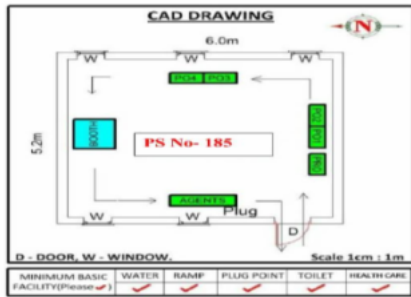 CAD DRAWING
N
6.0m
W W W
PO4 PO3
5.2m
BOOTH
PS No- 185
PO2
PO1
PRO
AGENTS
Plug
W W
D
D - DOOR, W - WINDOW.
Scale 1cm : 1m
MINIMUM BASIC FACILITY(Please ✓)
WATER
RAMP
PLUG POINT
TOILET
HEALTH CARE
✓ ✓ ✓ ✓ ✓